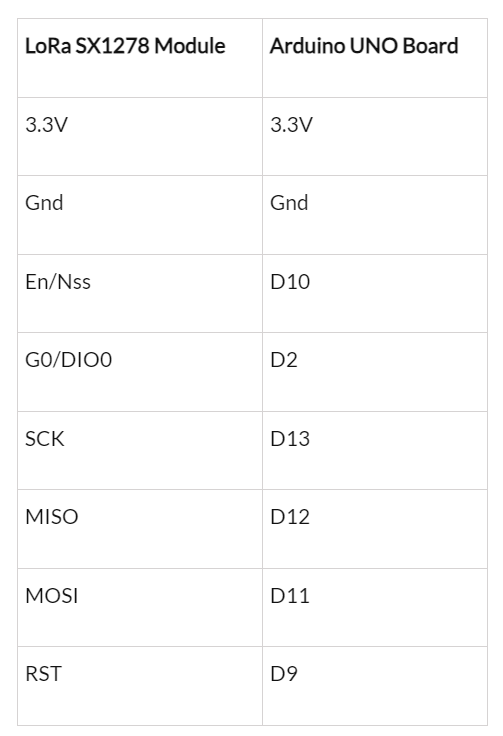 LoRa SX1278 Module Arduino UNO Board
3.3V 3.3V
Gnd Gnd
En/Nss D10
G0/DIO0 D2
SCK D13
MISO D12
MOSI D11
RST D9